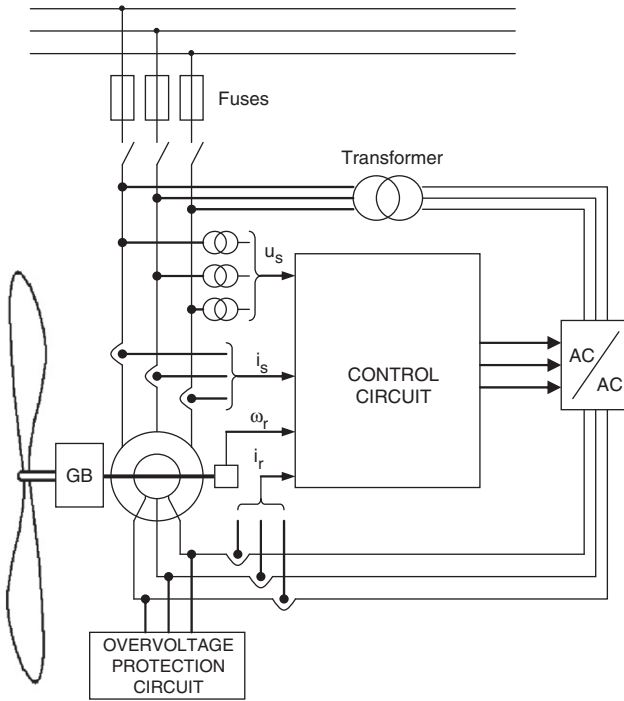 Fuses
Transformer
u_s
i_s
ω_r
i_r
CONTROL
CIRCUIT
AC
AC
GB
OVERVOLTAGE
PROTECTION
CIRCUIT